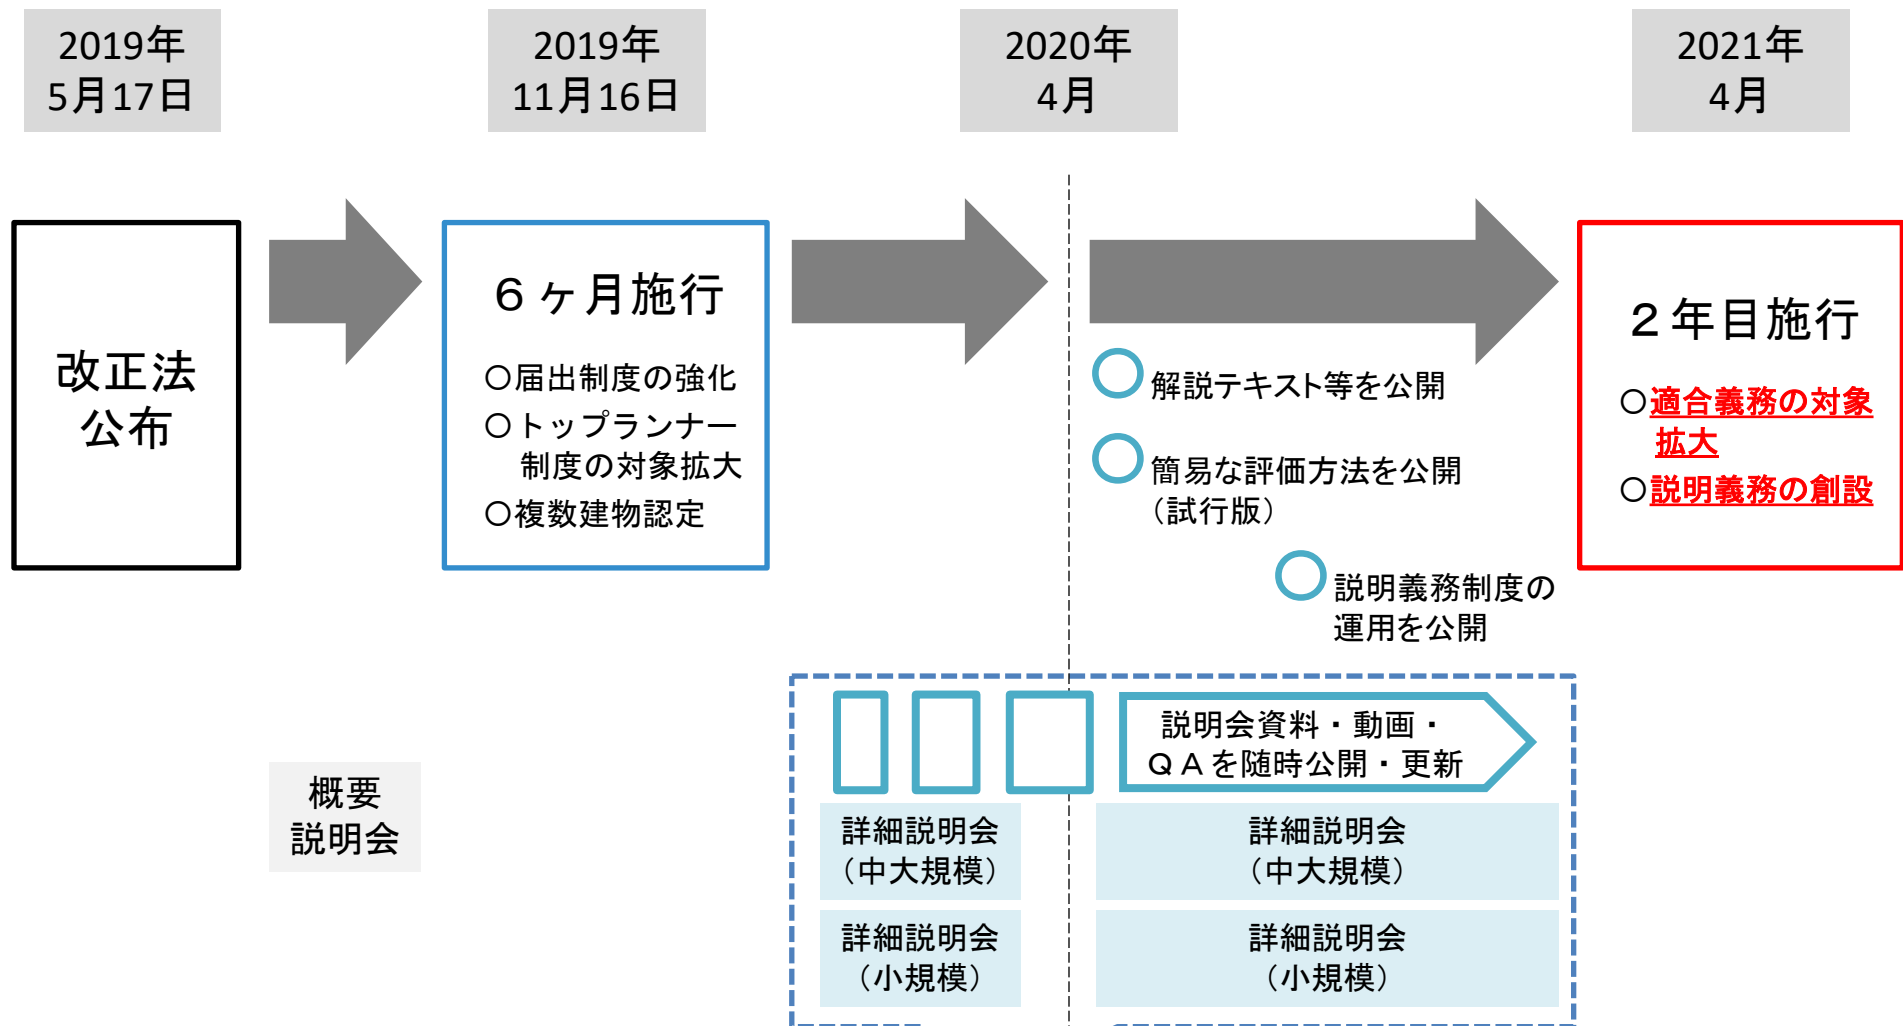 2019年
5月17日
2019年
11月16日
2020年
4月
2021年
4月
改正法
公布
６ヶ月施行
○届出制度の強化
○トップランナー
制度の対象拡大
○複数建物認定
解説テキスト等を公開
簡易な評価方法を公開
（試行版）
説明義務制度の
運用を公開
２年目施行
○適合義務の対象
拡大
○説明義務の創設
概要
説明会
説明会資料・動画・
ＱＡを随時公開・更新
詳細説明会
（中大規模）
詳細説明会
（中大規模）
詳細説明会
（小規模）
詳細説明会
（小規模）